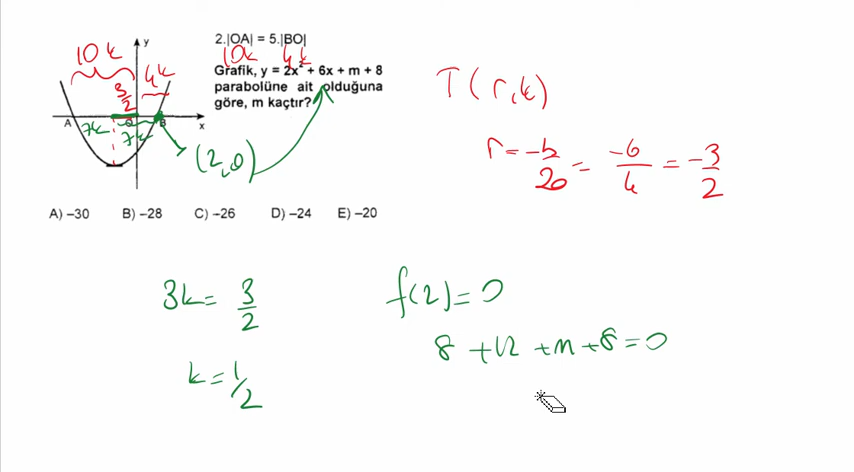 2.|OA| = 5.|BO|
10k 4k
Grafik, y = 2x² + 6x + m + 8
parabolüne ait olduğuna
göre, m kaçtır?
y
10k
4k
3/2
A
O
B
x
7k
7k
(2,0)
A) –30 B) –28 C) –26 D) –24 E) –20
T(r,k)
r = -b/2a = -6/4 = -3/2
3k = 3/2
k = 1/2
f(2) = 0
8 + 12 + m + 8 = 0